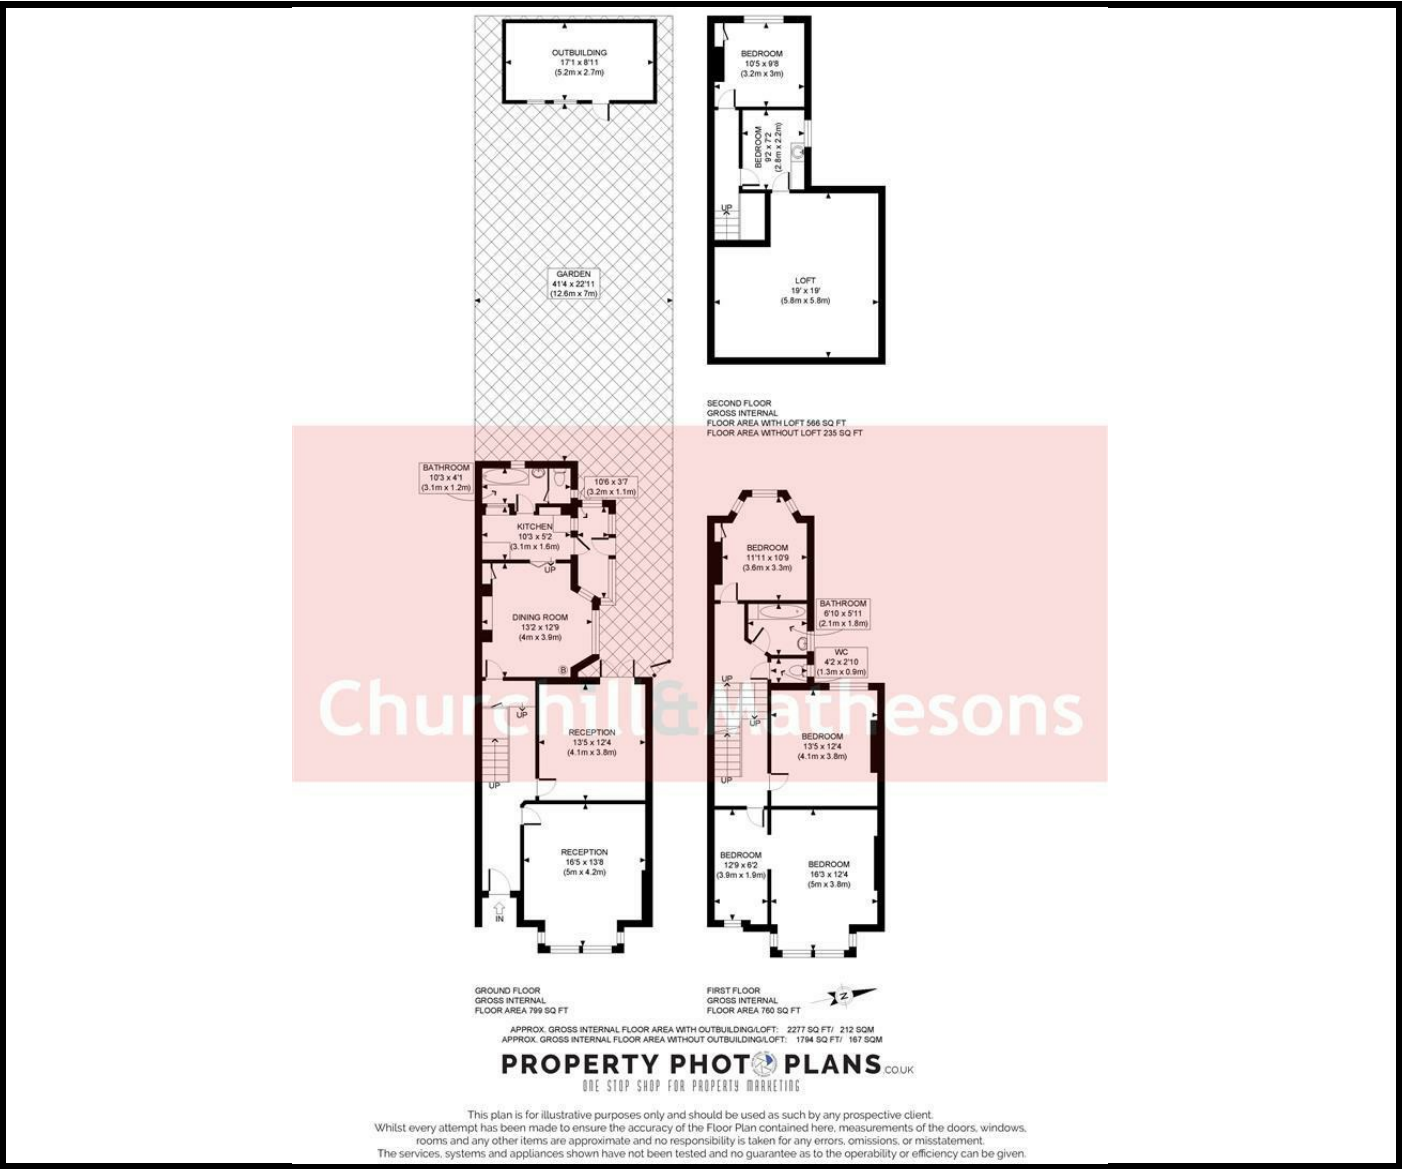 OUTBUILDING
17'1 x 8'11
(5.2m x 2.7m)
GARDEN
41'4 x 22'11
(12.6m x 7m)
BEDROOM
10'5 x 9'8
(3.2m x 3m)
BEDROOM
9'2 x 7'2
(2.8m x 2.2m)
UP
LOFT
19' x 19'
(5.8m x 5.8m)
SECOND FLOOR
GROSS INTERNAL
FLOOR AREA WITH LOFT 566 SQ FT
FLOOR AREA WITHOUT LOFT 235 SQ FT
BATHROOM
10'3 x 4'1
(3.1m x 1.2m)
10'6 x 3'7
(3.2m x 1.1m)
KITCHEN
10'3 x 5'2
(3.1m x 1.6m)
UP
DINING ROOM
13'2 x 12'9
(4m x 3.9m)
B
UP
RECEPTION
13'5 x 12'4
(4.1m x 3.8m)
UP
RECEPTION
16'5 x 13'8
(5m x 4.2m)
IN
BEDROOM
11'11 x 10'9
(3.6m x 3.3m)
BATHROOM
6'10 x 5'11
(2.1m x 1.8m)
WC
4'2 x 2'10
(1.3m x 0.9m)
UP
UP
BEDROOM
13'5 x 12'4
(4.1m x 3.8m)
UP
BEDROOM
12'9 x 6'2
(3.9m x 1.9m)
BEDROOM
16'3 x 12'4
(5m x 3.8m)
Churchill&Mathesons
GROUND FLOOR
GROSS INTERNAL
FLOOR AREA 799 SQ FT
FIRST FLOOR
GROSS INTERNAL
FLOOR AREA 760 SQ FT
N
APPROX. GROSS INTERNAL FLOOR AREA WITH OUTBUILDING/LOFT: 2277 SQ FT/ 212 SQM
APPROX. GROSS INTERNAL FLOOR AREA WITHOUT OUTBUILDING/LOFT: 1794 SQ FT/ 167 SQM
PROPERTY PHOTO PLANS.CO.UK
ONE STOP SHOP FOR PROPERTY MARKETING
This plan is for illustrative purposes only and should be used as such by any prospective client.
Whilst every attempt has been made to ensure the accuracy of the Floor Plan contained here, measurements of the doors, windows,
rooms and any other items are approximate and no responsibility is taken for any errors, omissions, or misstatement.
The services, systems and appliances shown have not been tested and no guarantee as to the operability or efficiency can be given.